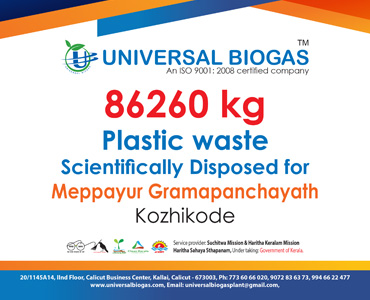 UNIVERSAL BIOGAS TM
An ISO 9001: 2008 certified company
86260 kg
Plastic waste
Scientifically Disposed for
Meppayur Gramapanchayath
Kozhikode
Service provider: Suchitwa Mission & Haritha Keralam Mission
Haritha Sahaya Sthapanam, Under taking: Government of Kerala.
20/1145A14, IInd Floor, Calicut Business Center, Kallai, Calicut - 673003, Ph: 773 60 66 020, 9072 83 63 73, 994 66 22 477
www.universalbiogas.com, Email: universalbiogasplant@gmail.com,